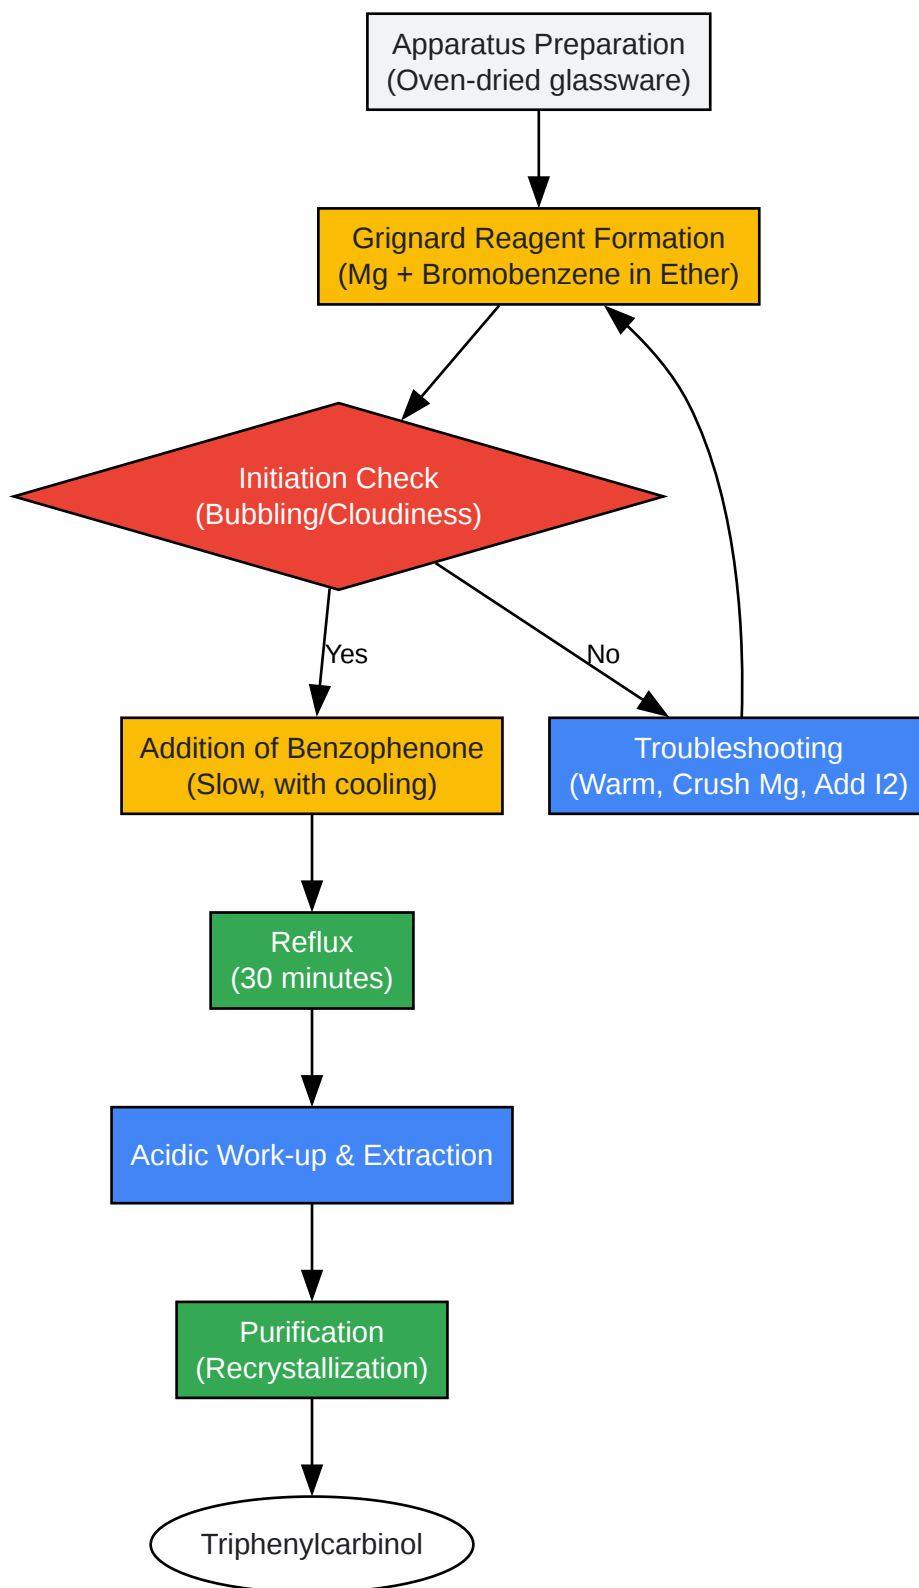 Apparatus Preparation
(Oven-dried glassware)
Grignard Reagent Formation
(Mg + Bromobenzene in Ether)
Initiation Check
(Bubbling/Cloudiness)
Yes
No
Addition of Benzophenone
(Slow, with cooling)
Troubleshooting
(Warm, Crush Mg, Add I2)
Reflux
(30 minutes)
Acidic Work-up & Extraction
Purification
(Recrystallization)
Triphenylcarbinol